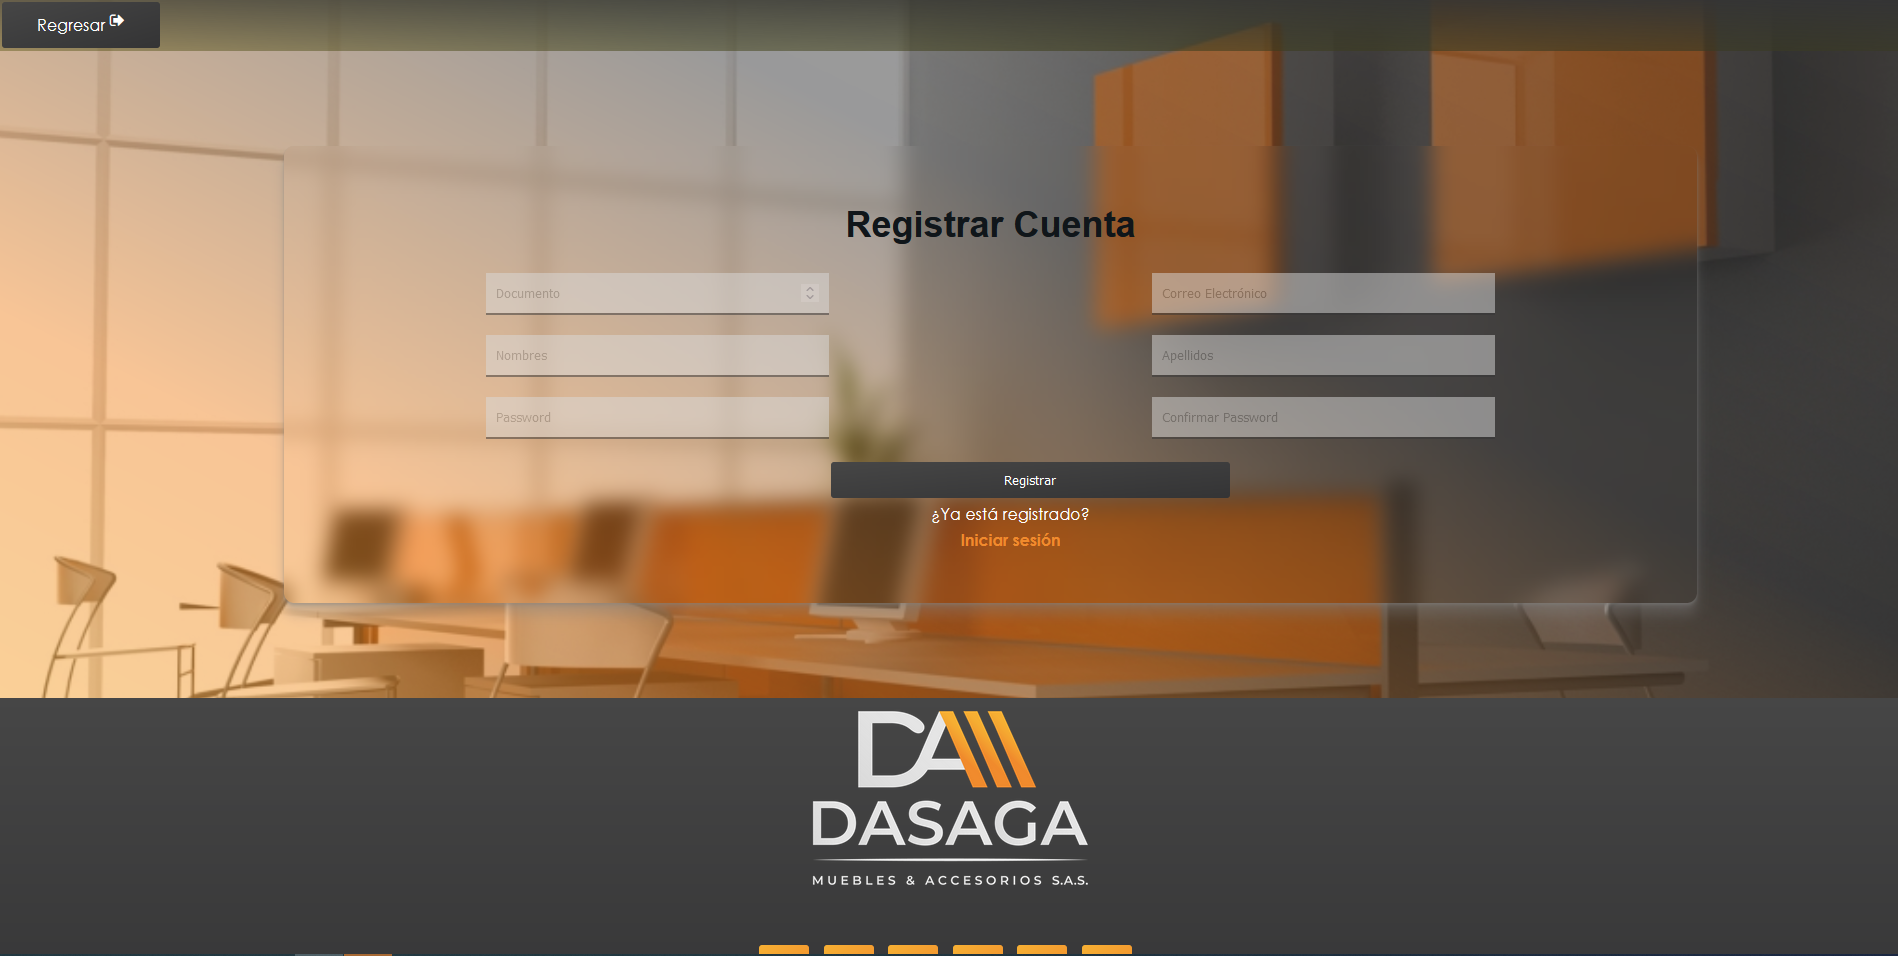 Regresar
Registrar Cuenta
Documento
Correo Electrónico
Nombres
Apellidos
Password
Confirmar Password
Registrar
¿Ya está registrado?
Iniciar sesión
DA
DASAGA
MUEBLES & ACCESORIOS S.A.S.